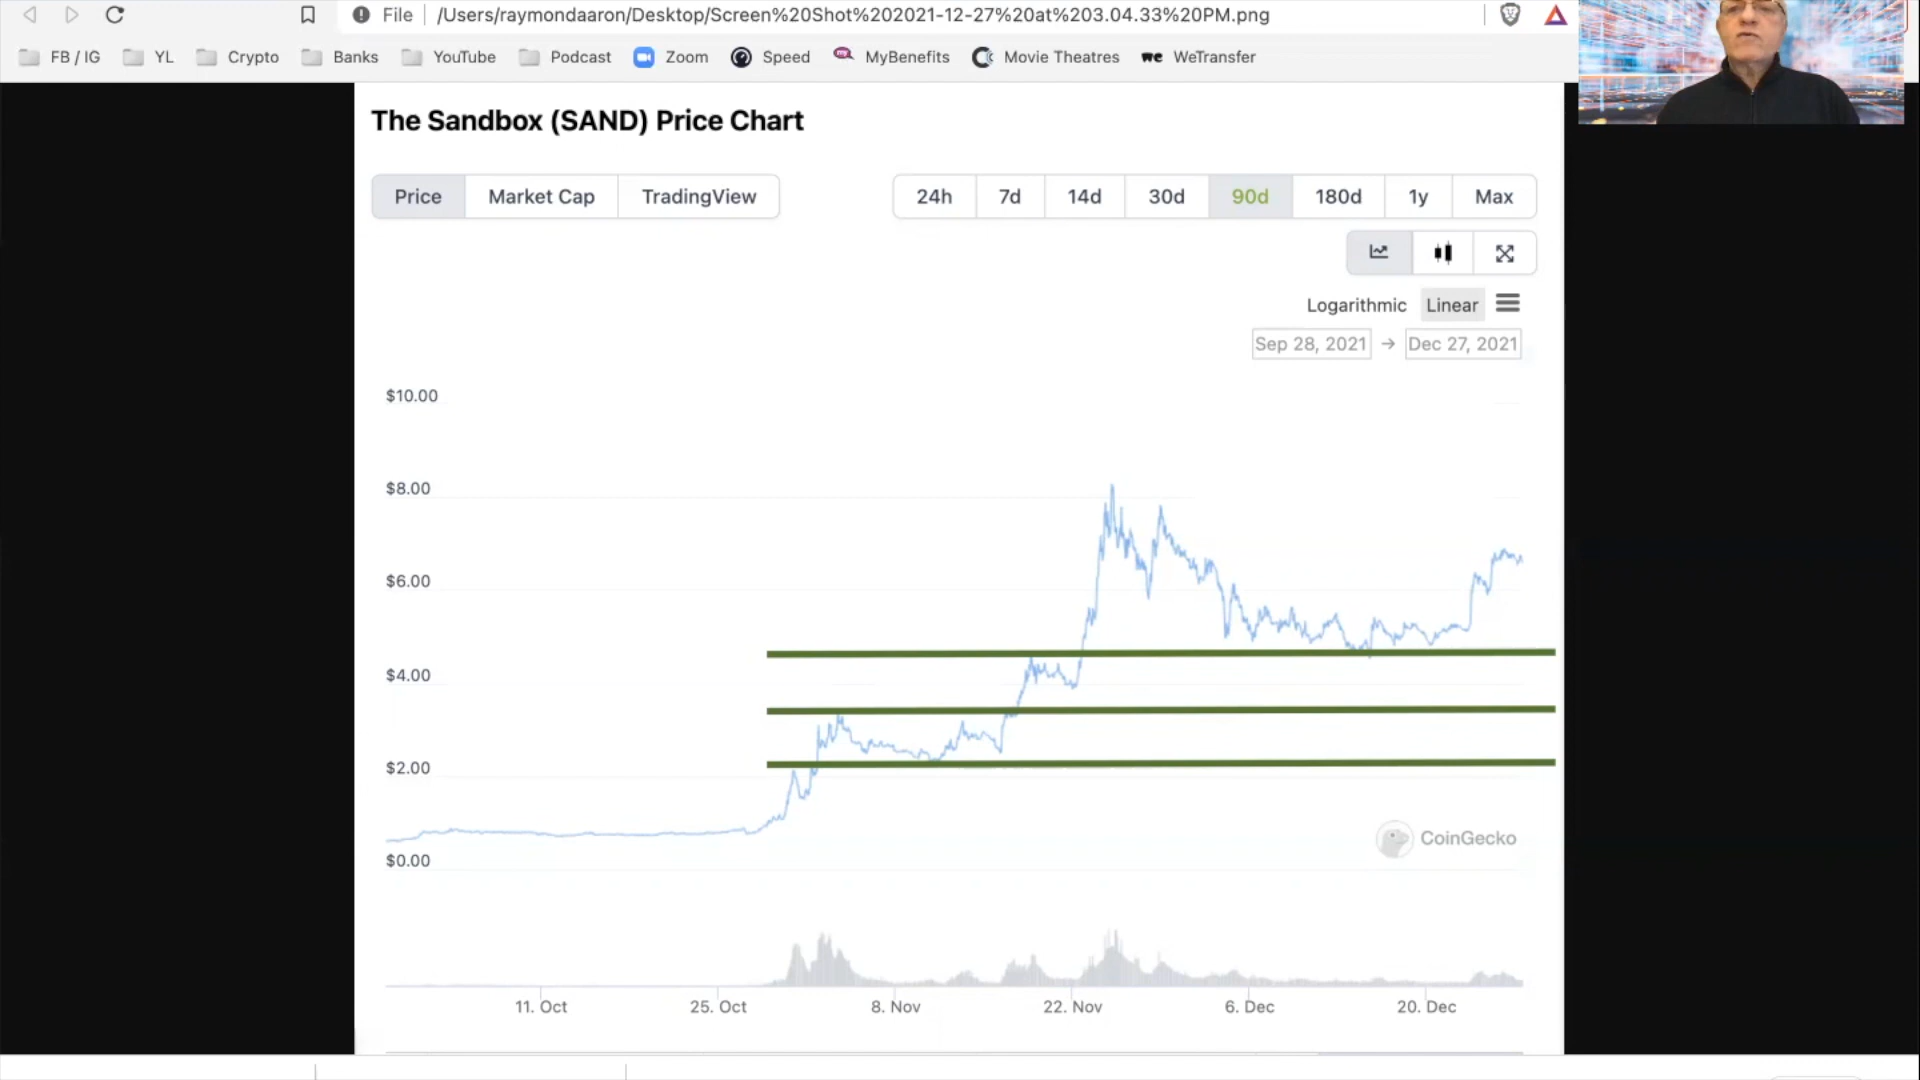 File /Users/raymondaaron/Desktop/Screen%20Shot%202021-12-27%20at%203.04.33%20PM.png
FB / IG YL Crypto Banks YouTube Podcast Zoom Speed my MyBenefits Movie Theatres we WeTransfer
The Sandbox (SAND) Price Chart
Price Market Cap TradingView 24h 7d 14d 30d 90d 180d 1y Max
Logarithmic Linear
Sep 28, 2021 → Dec 27, 2021
$10.00
$8.00
$6.00
$4.00
$2.00
CoinGecko
$0.00
11. Oct 25. Oct 8. Nov 22. Nov 6. Dec 20. Dec